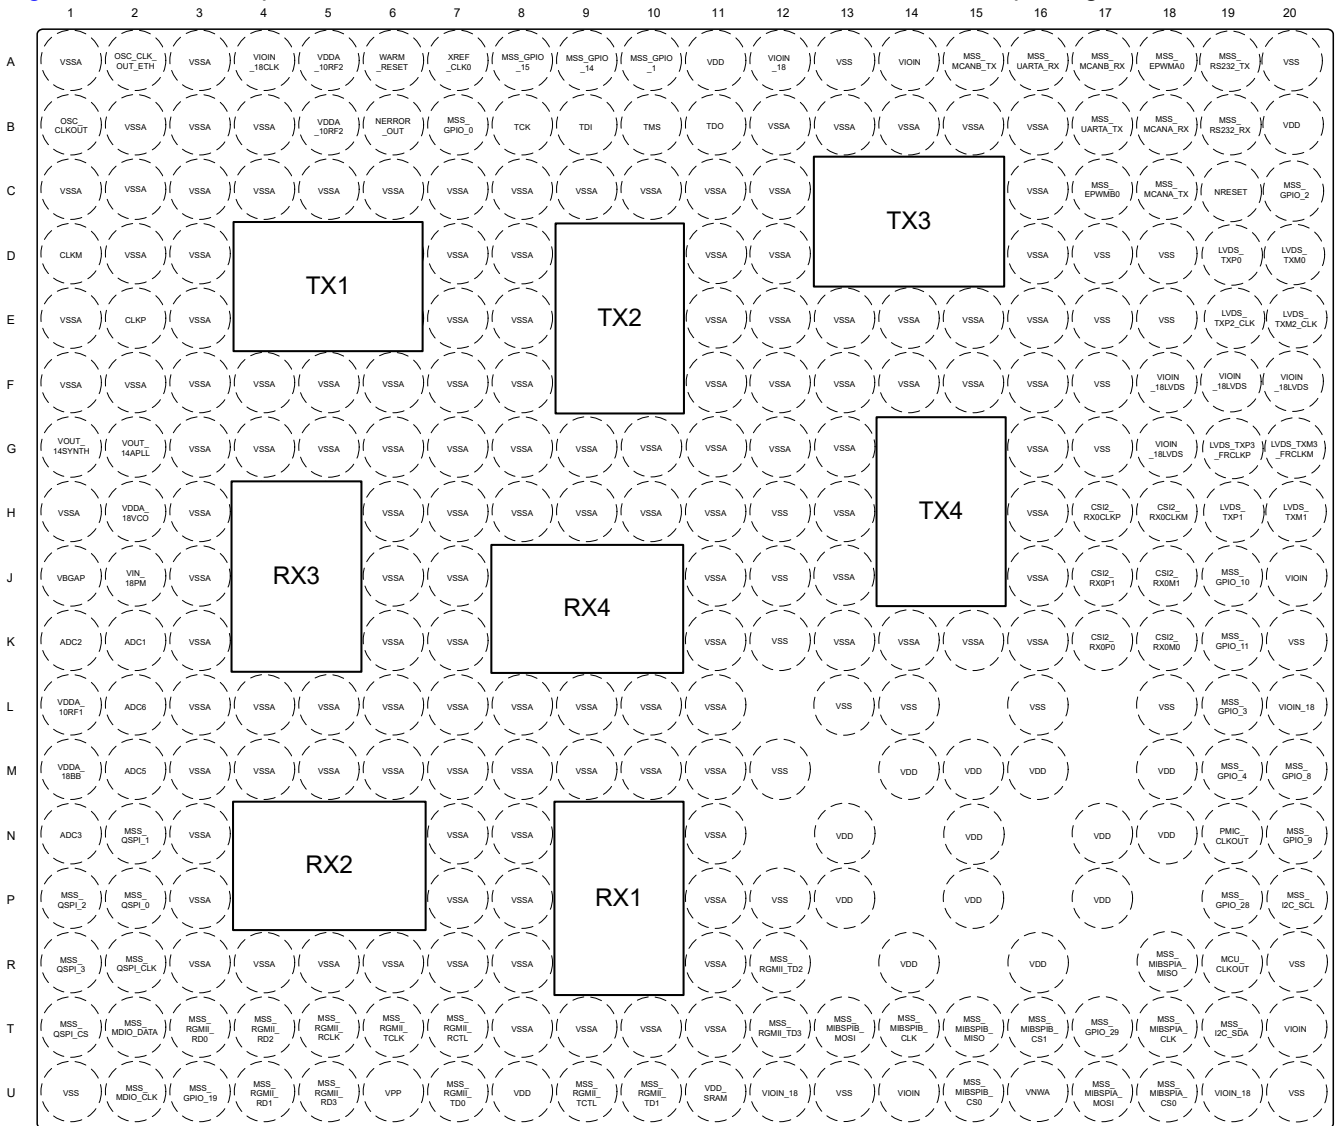 1 2 3 4 5 6 7 8 9 10 11 12 13 14 15 16 17 18 19 20
A VSSA OSC_CLK_OUT_ETH VSSA VIOIN_18CLK VDDA_10RF2 WARM_RESET XREF_CLK0 MSS_GPIO_15 MSS_GPIO_14 MSS_GPIO_1 VDD VIOIN_18 VSS VIOIN MSS_MCANB_TX MSS_UARTA_RX MSS_MCANB_RX MSS_EPWMA0 MSS_RS232_TX VSS
B OSC_CLKOUT VSSA VSSA VSSA VDDA_10RF2 NERROR_OUT MSS_GPIO_0 TCK TDI TMS TDO VSSA VSSA VSSA VSSA VSSA MSS_UARTA_TX MSS_MCANA_RX MSS_RS232_RX VDD
C VSSA VSSA VSSA VSSA VSSA VSSA VSSA VSSA VSSA VSSA VSSA VSSA VSSA MSS_EPWMB0 MSS_MCANA_TX NRESET MSS_GPIO_2
TX3
D CLKM VSSA VSSA VSSA VSSA VSSA VSSA VSSA VSS VSS LVDS_TXP0 LVDS_TXM0
TX1
TX2
E VSSA CLKP VSSA VSSA VSSA VSSA VSSA VSSA VSSA VSSA VSSA VSS VSS LVDS_TXP2_CLK LVDS_TXM2_CLK
F VSSA VSSA VSSA VSSA VSSA VSSA VSSA VSSA VSSA VSSA VSSA VSSA VSSA VSSA VSS VIOIN_18LVDS VIOIN_18LVDS VIOIN_18LVDS
G VOUT_14SYNTH VOUT_14APLL VSSA VSSA VSSA VSSA VSSA VSSA VSSA VSSA VSSA VSSA VSSA VSSA VSS VIOIN_18LVDS LVDS_TXP3_FRCLKP LVDS_TXM3_FRCLKM
H VSSA VDDA_18VCO VSSA VSSA VSSA VSSA VSSA VSSA VSSA VSS VSSA TX4 VSSA CSI2_RX0CLKP CSI2_RX0CLKM LVDS_TXP1 LVDS_TXM1
J VBGAP VIN_18PM VSSA RX3 VSSA VSSA VSSA VSS VSSA VSSA CSI2_RX0P1 CSI2_RX0M1 MSS_GPIO_10 VIOIN
RX4
K ADC2 ADC1 VSSA VSSA VSSA VSSA VSS VSSA VSSA VSSA VSSA CSI2_RX0P0 CSI2_RX0M0 MSS_GPIO_11 VSS
L VDDA_10RF1 ADC6 VSSA VSSA VSSA VSSA VSSA VSSA VSSA VSSA VSSA VSS VSS VSS VSS MSS_GPIO_3 VIOIN_18
M VDDA_18BB ADC5 VSSA VSSA VSSA VSSA VSSA VSSA VSSA VSSA VSSA VSS VDD VDD VDD VDD MSS_GPIO_4 MSS_GPIO_8
N ADC3 MSS_QSPI_1 VSSA VSSA VSSA VSSA VDD VDD VDD VDD PMIC_CLKOUT MSS_GPIO_9
RX2
RX1
P MSS_QSPI_2 MSS_QSPI_0 VSSA VSSA VSSA VSSA VSS VDD VDD VDD MSS_GPIO_28 MSS_I2C_SCL
R MSS_QSPI_3 MSS_QSPI_CLK VSSA VSSA VSSA VSSA VSSA VSSA VSSA MSS_RGMII_TD2 VDD VDD MSS_MIBSPIA_MISO MCU_CLKOUT VSS
T MSS_QSPI_CS MSS_MDIO_DATA MSS_RGMII_RD0 MSS_RGMII_RD2 MSS_RGMII_RCLK MSS_RGMII_TCLK MSS_RGMII_RCTL VSSA VSSA VSSA VSSA MSS_RGMII_TD3 MSS_MIBSPIB_MOSI MSS_MIBSPIB_CLK MSS_MIBSPIB_MISO MSS_MIBSPIB_CS1 MSS_GPIO_29 MSS_MIBSPIA_CLK MSS_I2C_SDA VIOIN
U VSS MSS_MDIO_CLK MSS_GPIO_19 MSS_RGMII_RD1 MSS_RGMII_RD3 VPP MSS_RGMII_TD0 VDD MSS_RGMII_TCTL MSS_RGMII_TD1 VDD_SRAM VIOIN_18 VSS VIOIN MSS_MIBSPIB_CS0 VNWA MSS_MIBSPIA_MOSI MSS_MIBSPIA_CS0 VIOIN_18 VSS